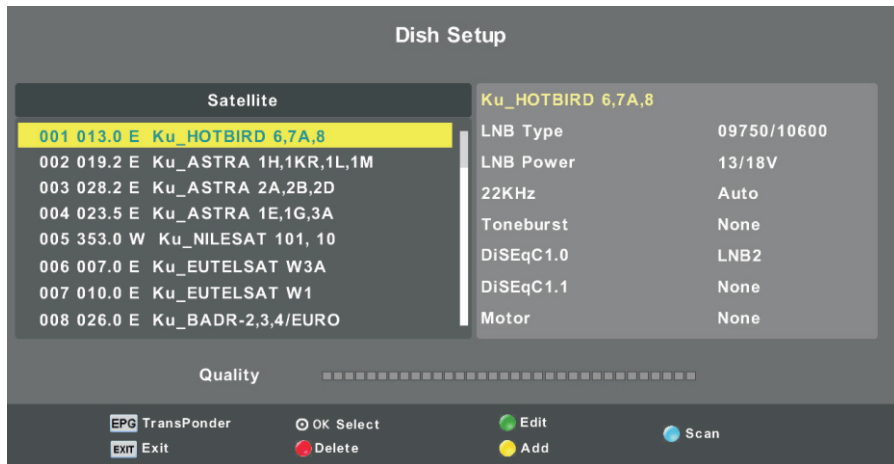 Dish Setup
Satellite
001 013.0 E Ku_HOTBIRD 6,7A,8
002 019.2 E Ku_ASTRA 1H,1KR,1L,1M
003 028.2 E Ku_ASTRA 2A,2B,2D
004 023.5 E Ku_ASTRA 1E,1G,3A
005 353.0 W Ku_NILESAT 101, 10
006 007.0 E Ku_EUTELSAT W3A
007 010.0 E Ku_EUTELSAT W1
008 026.0 E Ku_BADR-2,3,4/EURO
Ku_HOTBIRD 6,7A,8
LNB Type 09750/10600
LNB Power 13/18V
22KHz Auto
Toneburst None
DiSEqC1.0 LNB2
DiSEqC1.1 None
Motor None
Quality
EPG TransPonder OK Select Edit Scan
EXIT Exit Delete Add